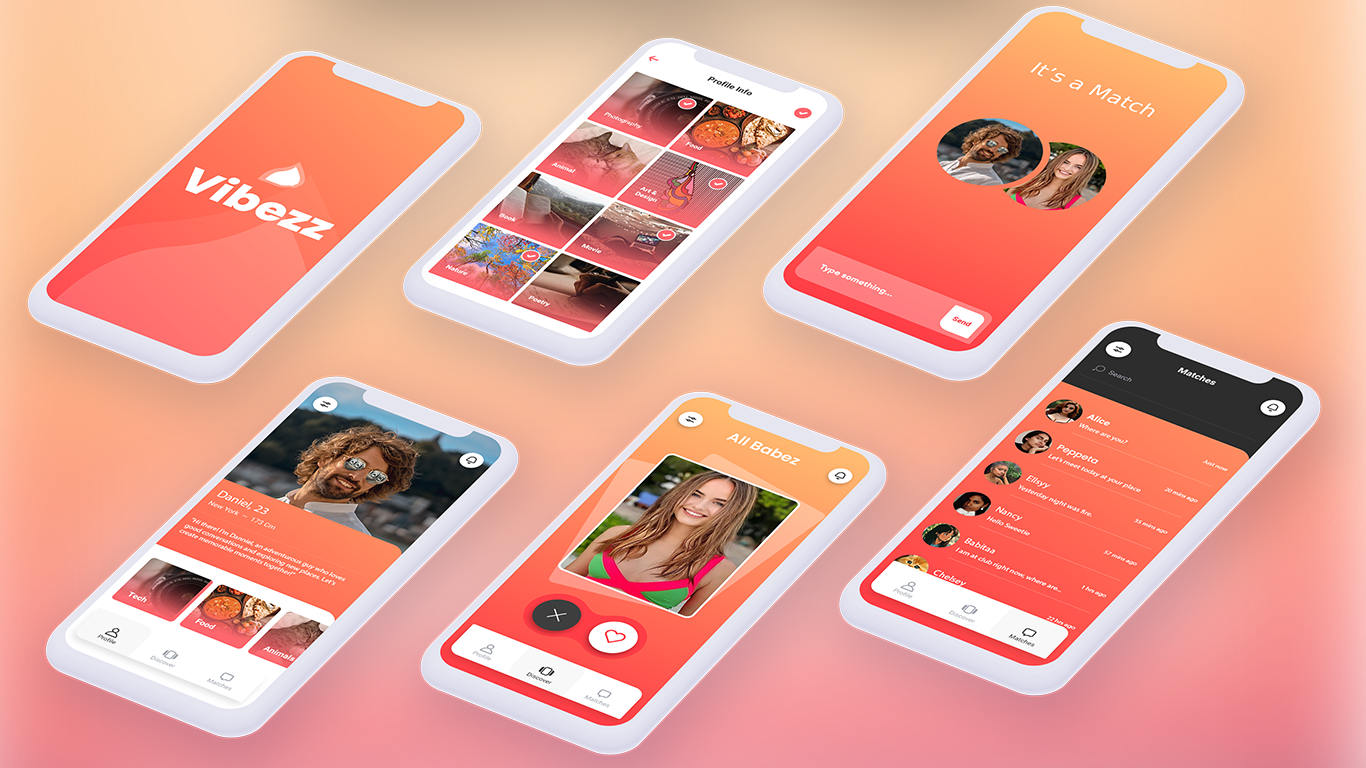 Vibezz
Profile Info
Photography
Food
Animal
Art &
Design
Book
Movie
Nature
Poetry
It's a Match
Type something...
Send
Daniel, 23
New York – 173 Cm
"Hi there! I'm Danniel, an adventurous guy who loves
good conversations and exploring new places. Let's
create memorable moments together!"
Tech
Food
Animals
Profile
Discover
Matches
All Babez
Profile
Discover
Matches
Matches
Search
Alice
Where are you?
Just now
Peppeta
Let's meet today at your place
20 mins ago
Elisyy
Yesterday night was fire.
35 mins ago
Nancy
Hello Sweetie
57 mins ago
Babitaa
I am at club right now, where are..
1 hrs ago
Chelsey
22 hrs ago
Profile
Discover
Matches